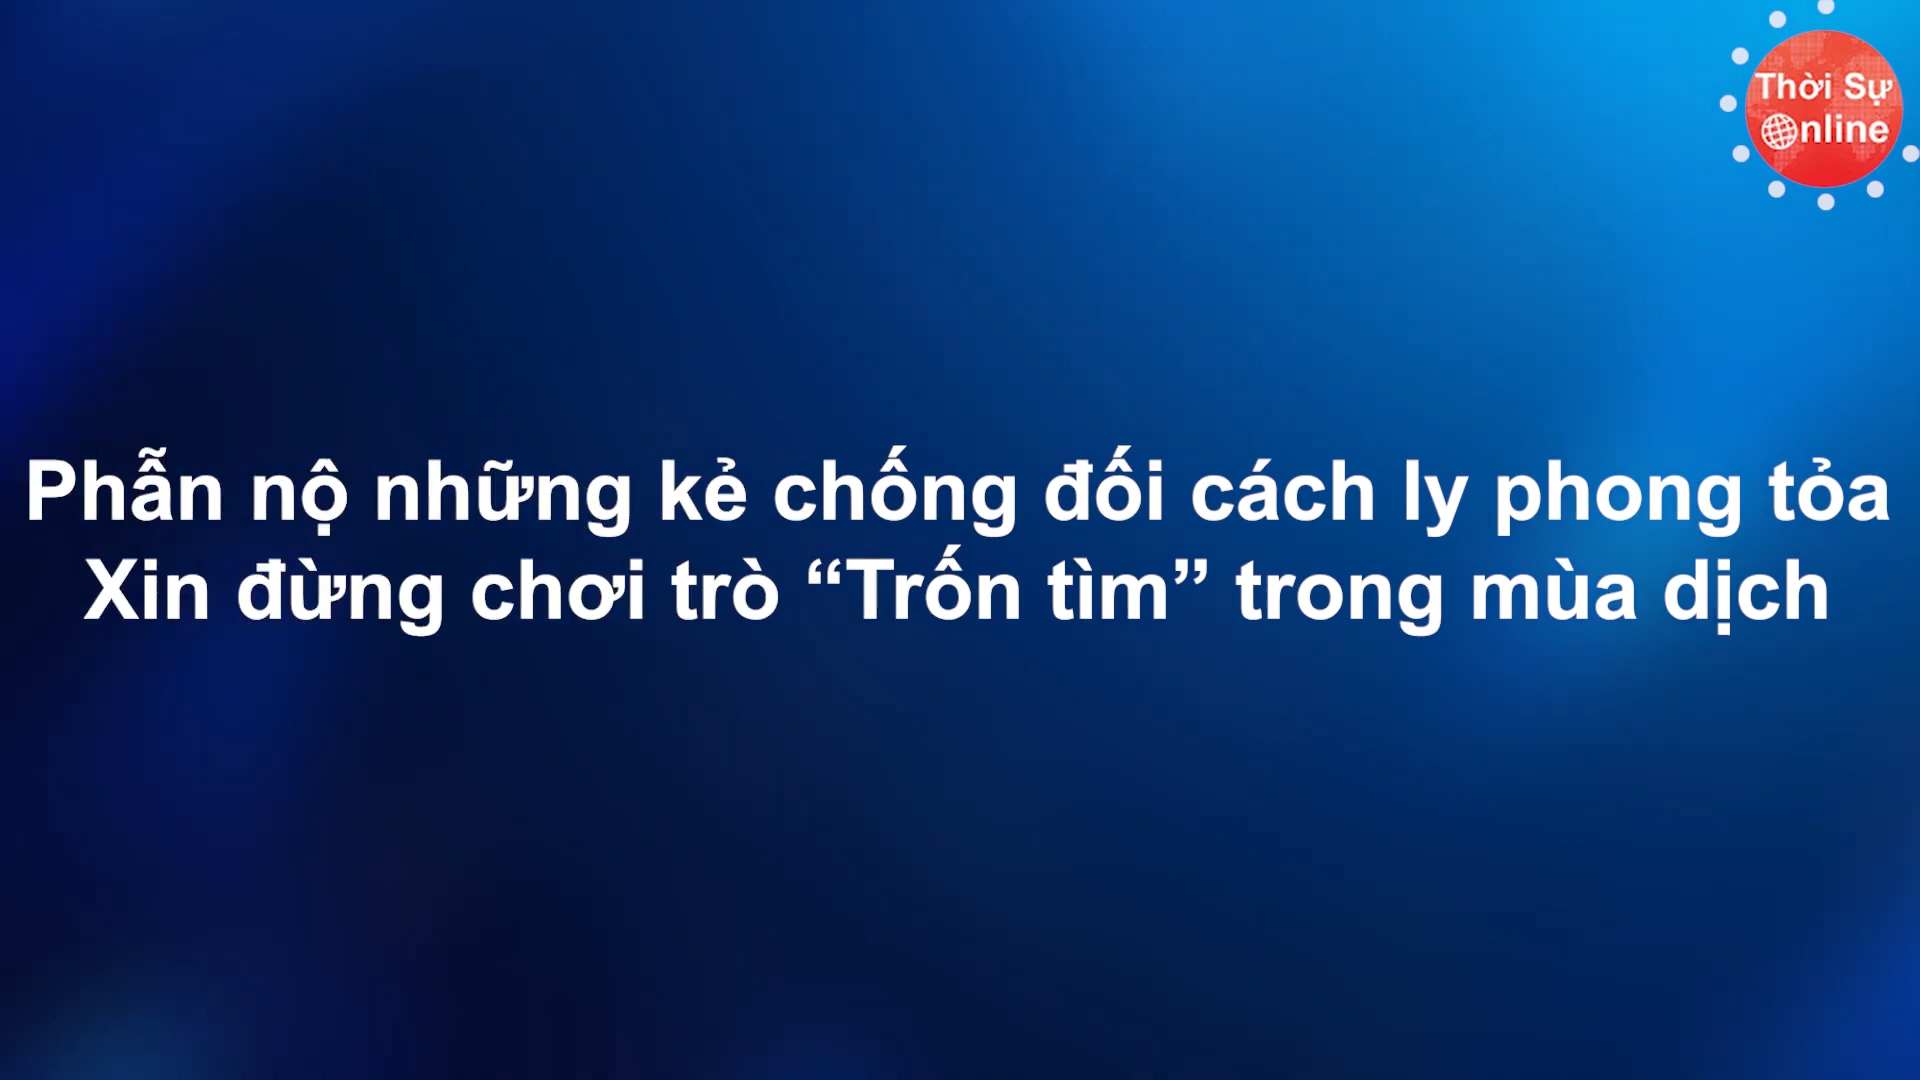 Thời Sự
Online
Phẫn nộ những kẻ chống đối cách ly phong tỏa
Xin đừng chơi trò “Trốn tìm” trong mùa dịch